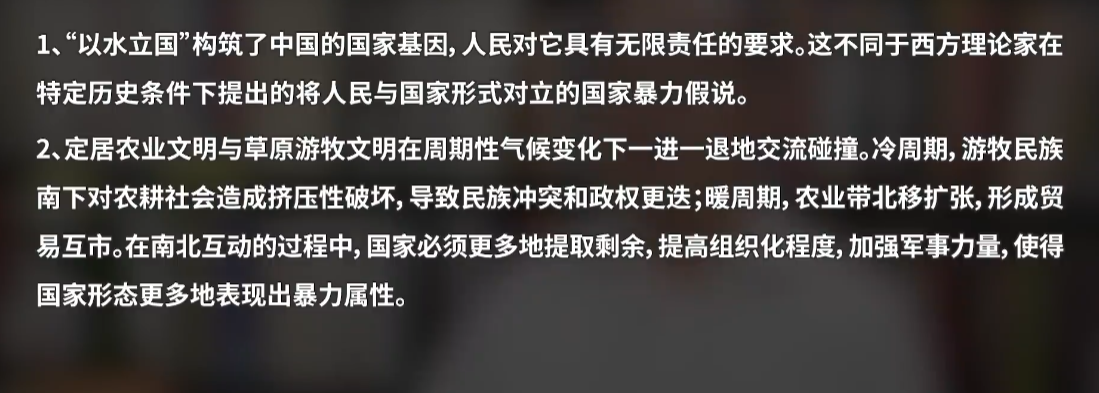 1、“以水立国”构筑了中国的国家基因,人民对它具有无限责任的要求。这不同于西方理论家在
特定历史条件下提出的将人民与国家形式对立的国家暴力假说。
2、定居农业文明与草原游牧文明在周期性气候变化下一进一退地交流碰撞。冷周期,游牧民族
南下对农耕社会造成挤压性破坏,导致民族冲突和政权更迭;暖周期,农业带北移扩张,形成贸
易互市。在南北互动的过程中,国家必须更多地提取剩余,提高组织化程度,加强军事力量,使得
国家形态更多地表现出暴力属性。